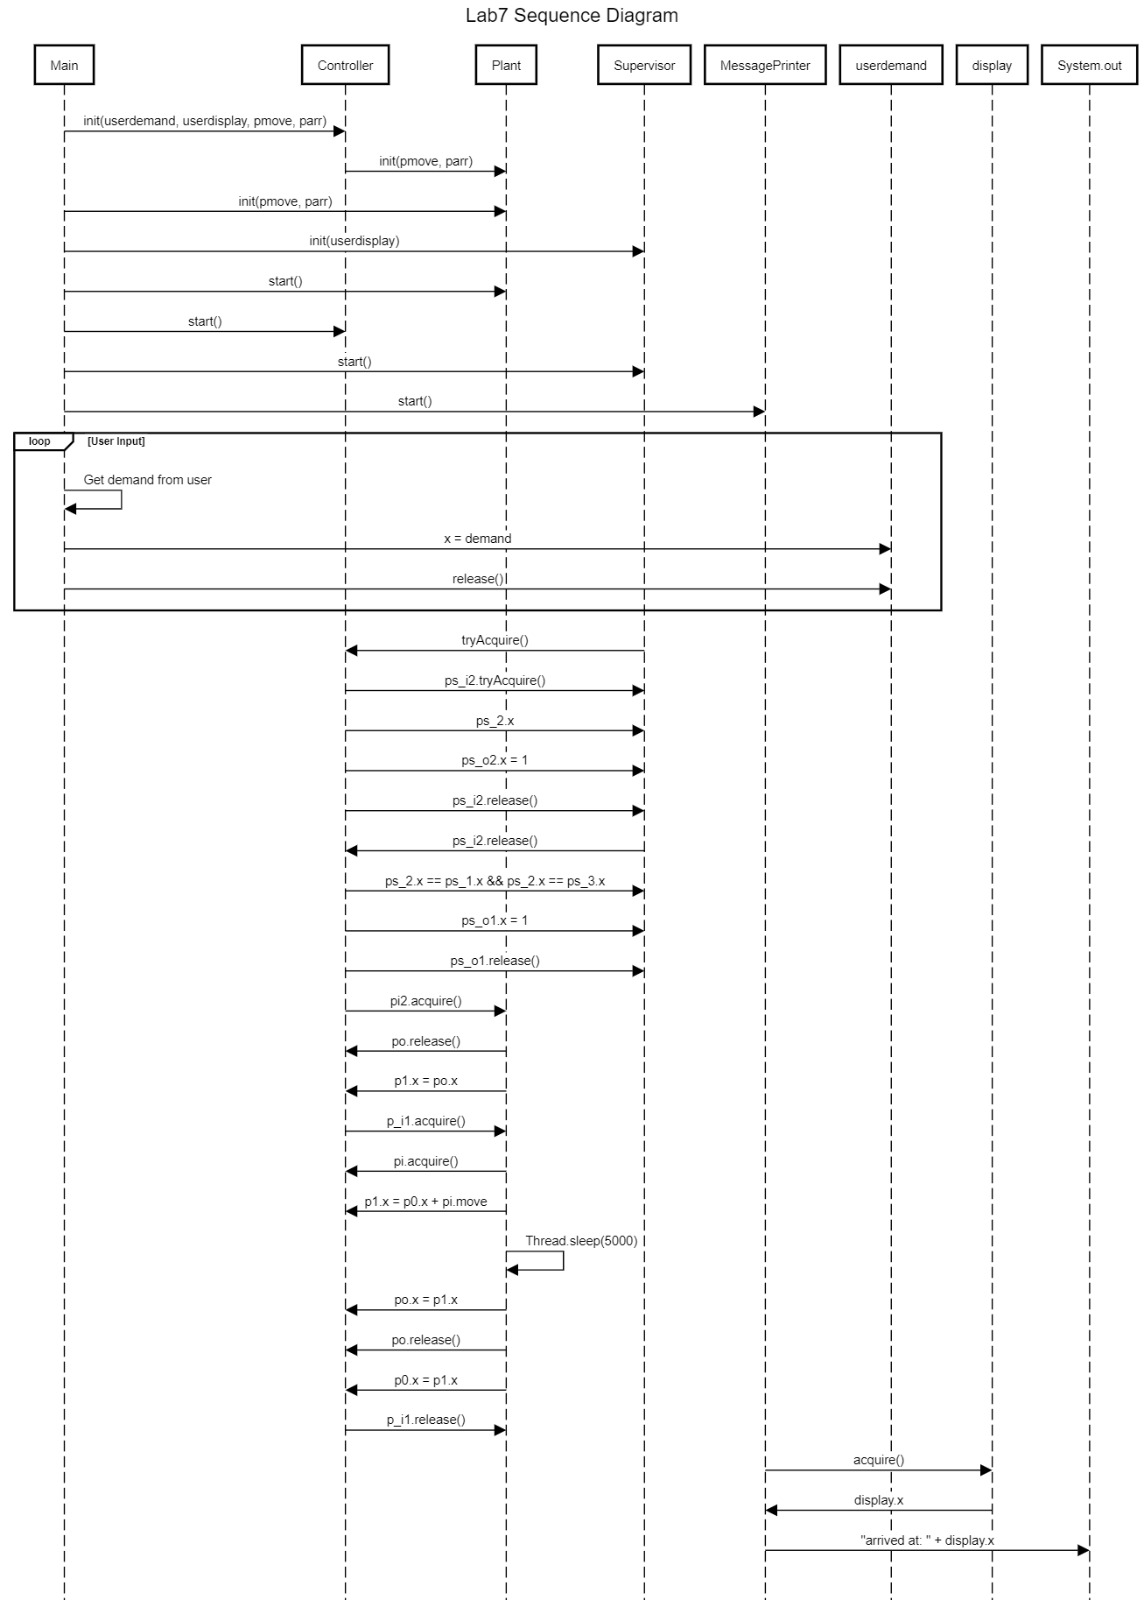 Lab7 Sequence Diagram
Main
Controller
Plant
Supervisor
MessagePrinter
userdemand
display
System.out
init(userdemand, userdisplay, pmove, parr)
init(pmove, parr)
init(pmove, parr)
init(userdisplay)
start()
start()
start()
start()
loop
[User Input]
Get demand from user
x = demand
release()
tryAcquire()
ps_i2.tryAcquire()
ps_2.x
ps_o2.x = 1
ps_i2.release()
ps_i2.release()
ps_2.x == ps_1.x && ps_2.x == ps_3.x
ps_o1.x = 1
ps_o1.release()
pi2.acquire()
po.release()
p1.x = po.x
p_i1.acquire()
pi.acquire()
p1.x = p0.x + pi.move
Thread.sleep(5000)
po.x = p1.x
po.release()
p0.x = p1.x
p_i1.release()
acquire()
display.x
"arrived at: " + display.x